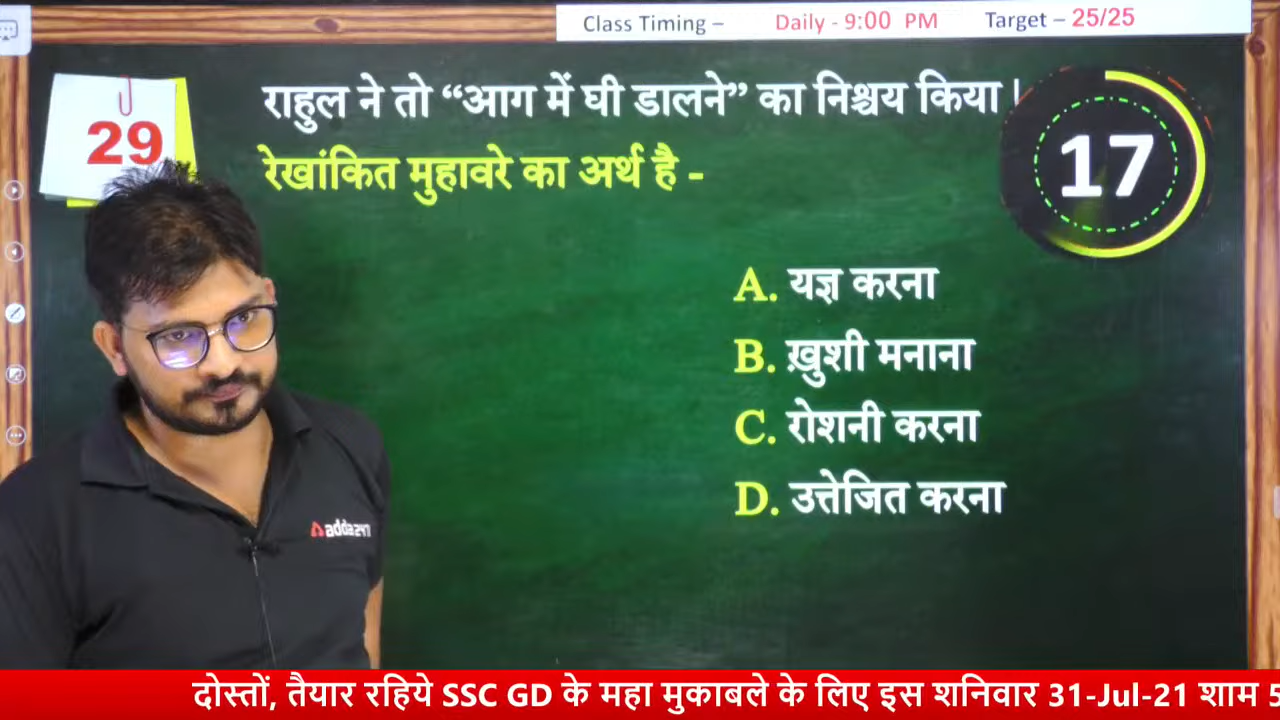 Class Timing – Daily - 9:00 PM Target – 25/25
29
राहुल ने तो “आग में घी डालने” का निश्चय किया |
17
रेखांकित मुहावरे का अर्थ है -
A. यज्ञ करना
B. ख़ुशी मनाना
C. रोशनी करना
D. उत्तेजित करना
adda247
दोस्तों, तैयार रहिये SSC GD के महा मुकाबले के लिए इस शनिवार 31-Jul-21 शाम 5